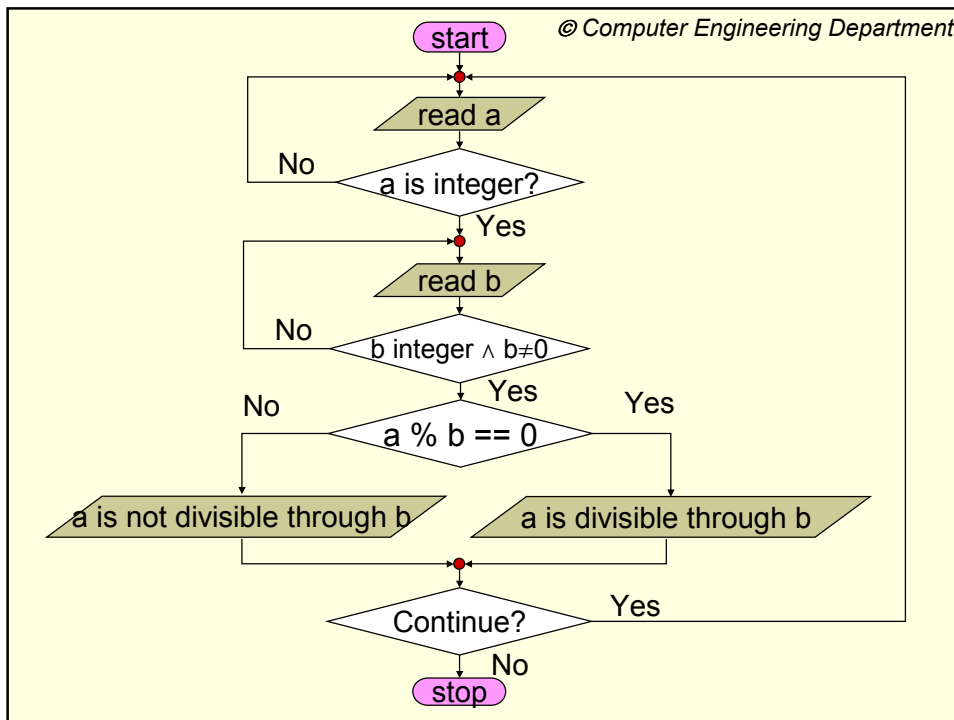 © Computer Engineering Department
start
read a
No
a is integer?
Yes
read b
No
b integer ∧ b≠0
Yes
No
Yes
a % b == 0
a is not divisible through b
a is divisible through b
Continue?
Yes
No
stop